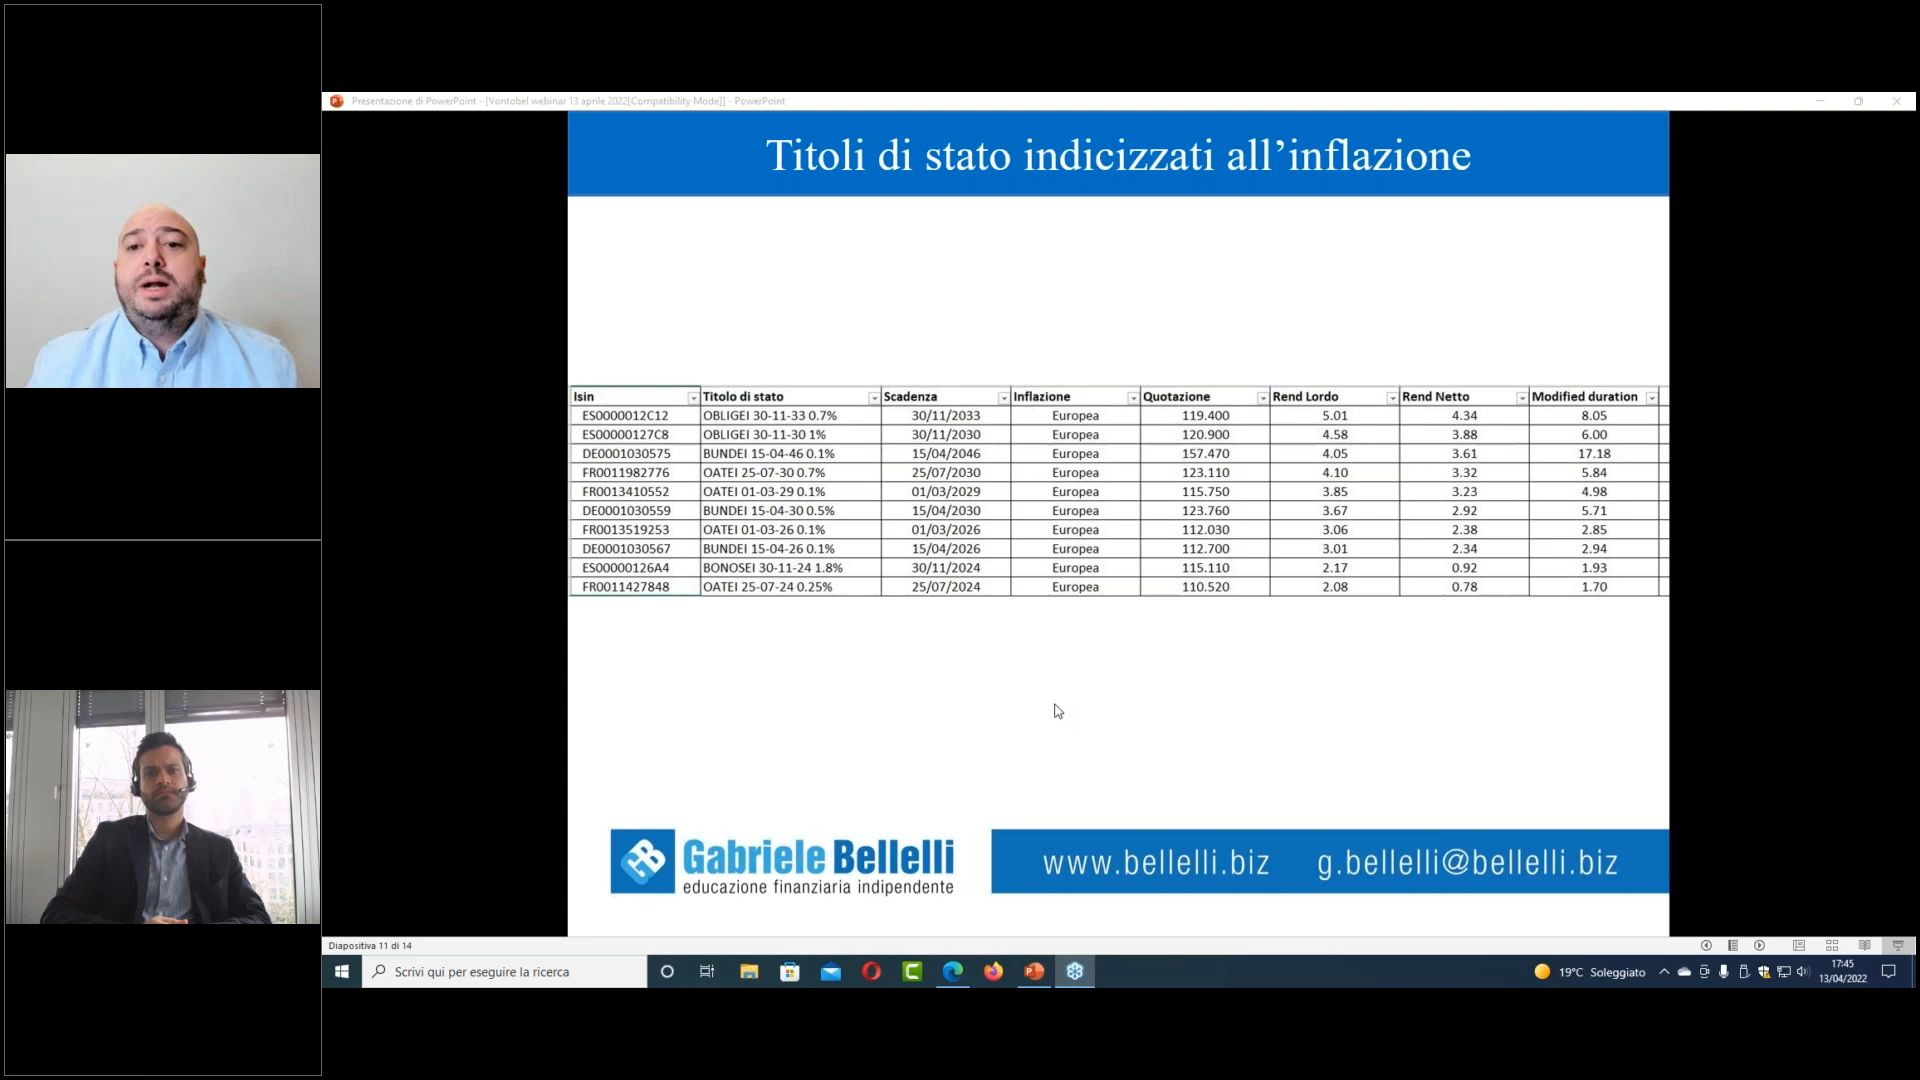 Presentazione di PowerPoint - [Vontobel webinar 13 aprile 2022[Compatibility Mode]] - PowerPoint
Titoli di stato indicizzati all’inflazione
Isin Titolo di stato Scadenza Inflazione Quotazione Rend Lordo Rend Netto Modified duration
ES0000012C12 OBLIGEI 30-11-33 0.7% 30/11/2033 Europea 119.400 5.01 4.34 8.05
ES00000127C8 OBLIGEI 30-11-30 1% 30/11/2030 Europea 120.900 4.58 3.88 6.00
DE0001030575 BUNDEI 15-04-46 0.1% 15/04/2046 Europea 157.470 4.05 3.61 17.18
FR0011982776 OATEI 25-07-30 0.7% 25/07/2030 Europea 123.110 4.10 3.32 5.84
FR0013410552 OATEI 01-03-29 0.1% 01/03/2029 Europea 115.750 3.85 3.23 4.98
DE0001030559 BUNDEI 15-04-30 0.5% 15/04/2030 Europea 123.760 3.67 2.92 5.71
FR0013519253 OATEI 01-03-26 0.1% 01/03/2026 Europea 112.030 3.06 2.38 2.85
DE0001030567 BUNDEI 15-04-26 0.1% 15/04/2026 Europea 112.700 3.01 2.34 2.94
ES00000126A4 BONOSEI 30-11-24 1.8% 30/11/2024 Europea 115.110 2.17 0.92 1.93
FR0011427848 OATEI 25-07-24 0.25% 25/07/2024 Europea 110.520 2.08 0.78 1.70
Gabriele Bellelli
educazione finanziaria indipendente
www.bellelli.biz g.bellelli@bellelli.biz
Diapositiva 11 di 14
Scrivi qui per eseguire la ricerca
19°C Soleggiato
17:45
13/04/2022